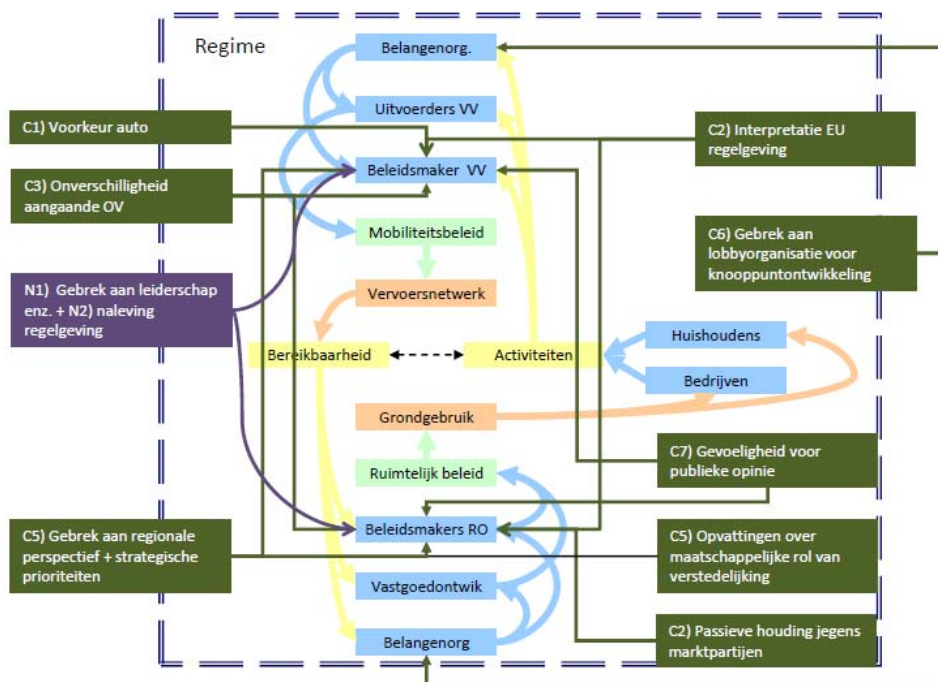 Regime
Belangenorg.
Uitvoerders VV
C1) Voorkeur auto
C2) Interpretatie EU
regelgeving
Beleidsmaker VV
C3) Onverschilligheid
aangaande OV
Mobiliteitsbeleid
C6) Gebrek aan
lobbyorganisatie voor
knooppuntontwikkeling
N1) Gebrek aan leiderschap
enz. + N2) naleving
regelgeving
Vervoersnetwerk
Huishoudens
Bereikbaarheid
Activiteiten
Bedrijven
Grondgebruik
C7) Gevoeligheid voor
publieke opinie
Ruimtelijk beleid
Beleidsmakers RO
C5) Gebrek aan regionale
perspectief + strategische
prioriteiten
C5) Opvattingen over
maatschappelijke rol van
verstedelijking
Vastgoedontwik
Belangenorg
C2) Passieve houding jegens
marktpartijen